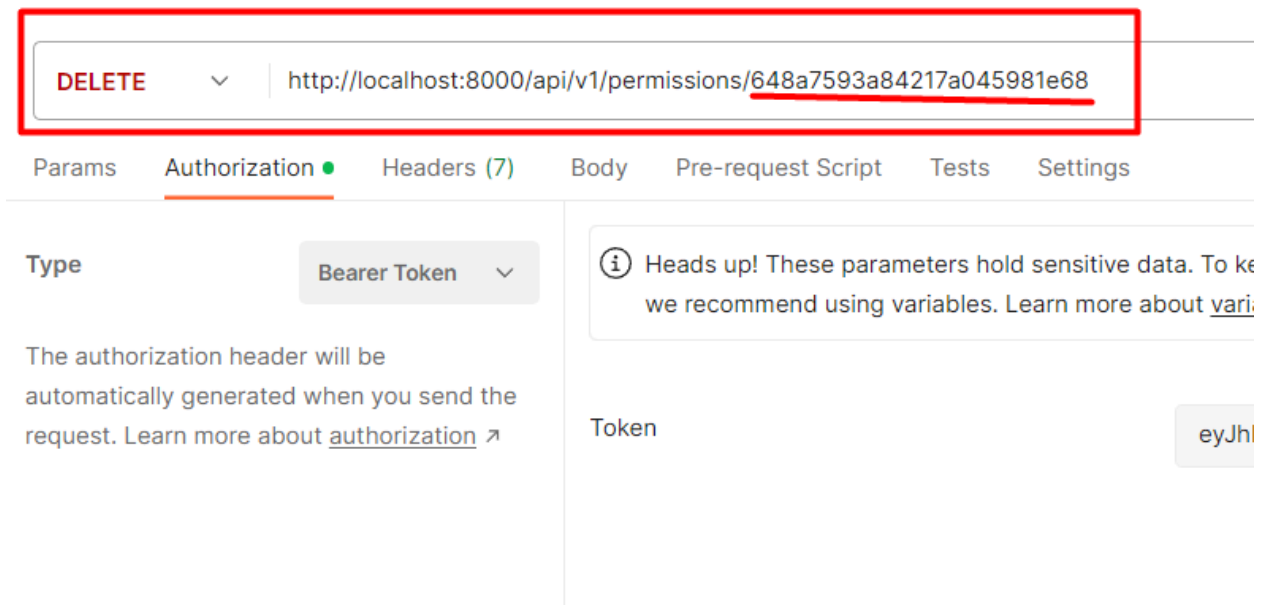 DELETE http://localhost:8000/api/v1/permissions/648a7593a84217a045981e68
Params Authorization Headers (7) Body Pre-request Script Tests Settings
Type Bearer Token
The authorization header will be
automatically generated when you send the
request. Learn more about authorization ↗
Heads up! These parameters hold sensitive data. To ke
we recommend using variables. Learn more about vari
Token eyJh